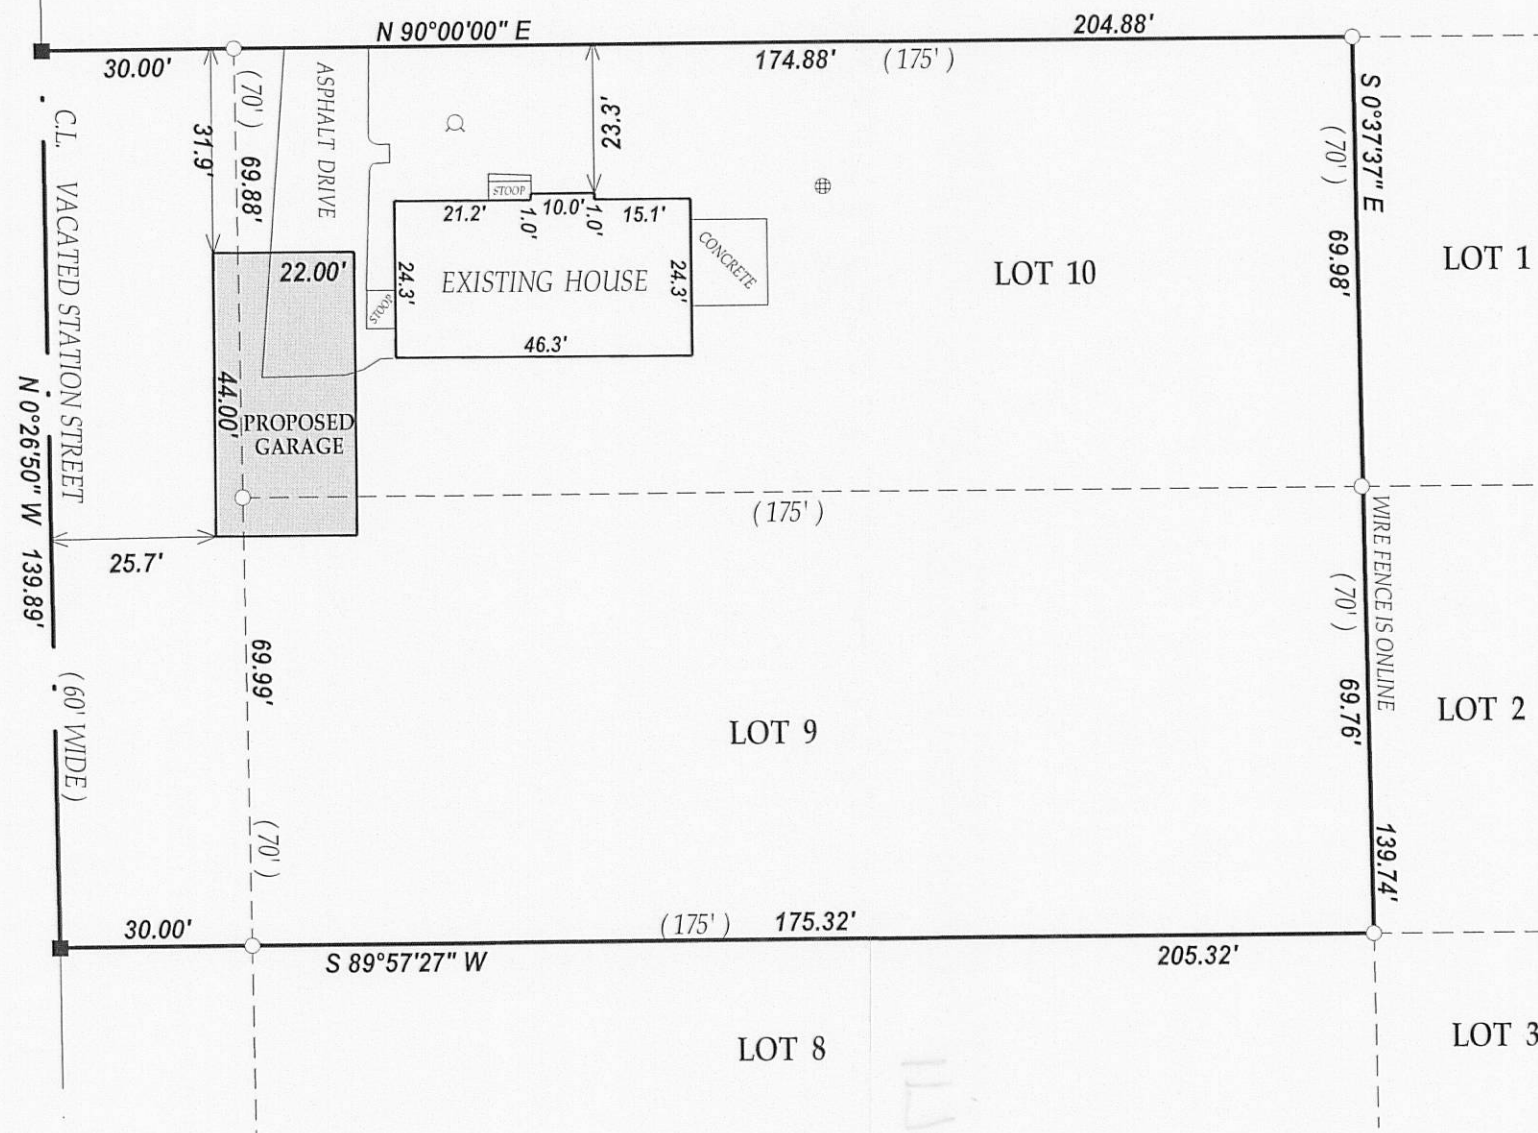 N 90°00'00" E
204.88'
30.00'
174.88' (175')
(70') 69.88'
31.9'
ASPHALT DRIVE
23.3'
S 0°37'37" E
(70') 69.98'
C.L. VACATED STATION STREET
(60' WIDE)
STOOP
21.2'
1.0'
10.0'
1.0'
15.1'
CONCRETE
22.00'
24.3'
EXISTING HOUSE
24.3'
STOOP
46.3'
LOT 10
LOT 1
44.00'
PROPOSED
GARAGE
N 0°26'50" W 139.89'
(175')
25.7'
WIRE FENCE IS ONLINE
(70') 69.76'
69.99'
(70')
LOT 9
LOT 2
139.74'
30.00'
(175') 175.32'
S 89°57'27" W
205.32'
LOT 8
LOT 3